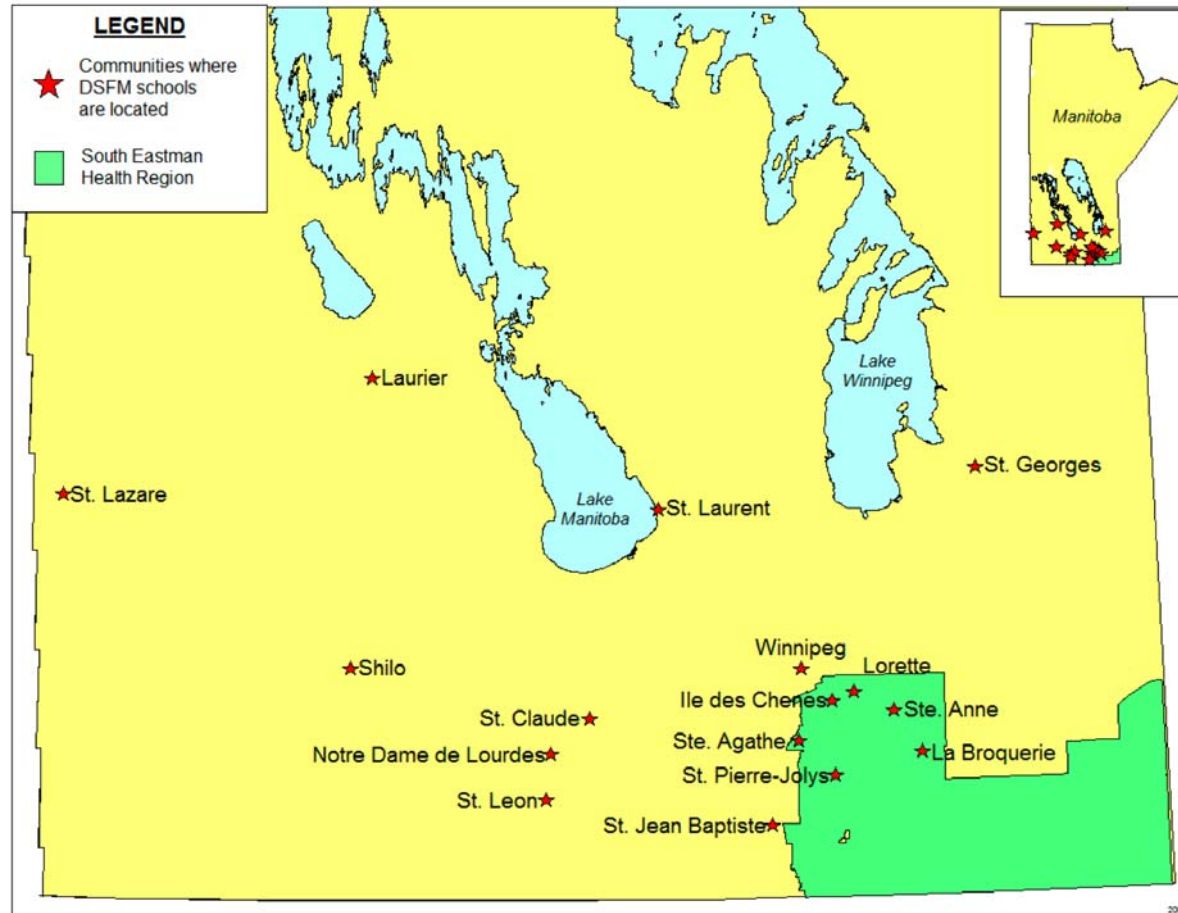 LEGEND
Communities where
DSFM schools
are located
South Eastman
Health Region
Manitoba
Laurier
Lake
Winnipeg
St. Georges
St. Lazare
Lake
Manitoba
St. Laurent
Winnipeg
Shilo
Lorette
Ile des Chenes
Ste. Anne
St. Claude
Ste. Agathe
La Broquerie
Notre Dame de Lourdes
St. Pierre-Jolys
St. Leon
St. Jean Baptiste
20